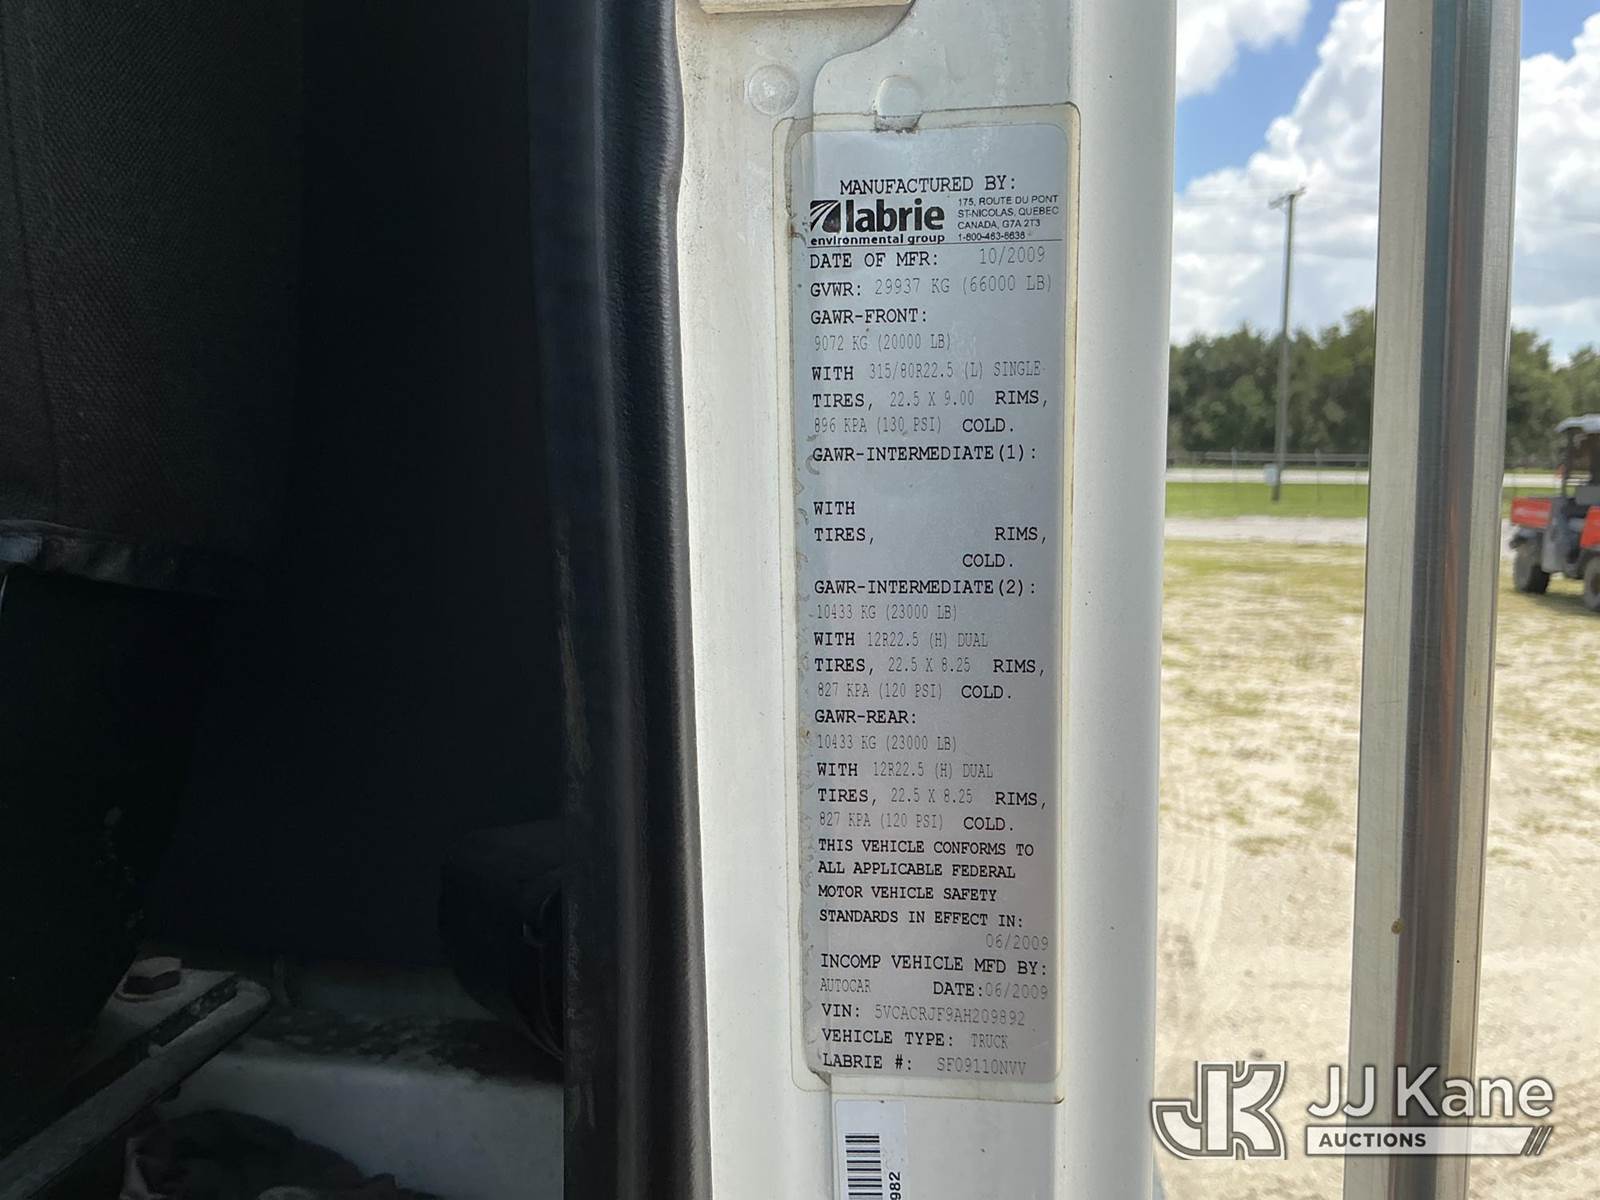 MANUFACTURED BY:
labrie
environmental group
175, ROUTE DU PONT
ST-NICOLAS, QUEBEC
CANADA, G7A 2T3
1-800-463-6638
DATE OF MFR: 10/2009
GVWR: 29937 KG (66000 LB)
GAWR-FRONT:
9072 KG (20000 LB)
WITH 315/80R22.5 (L) SINGLE
TIRES, 22.5 X 9.00 RIMS,
896 KPA (130 PSI) COLD.
GAWR-INTERMEDIATE(1):
WITH
TIRES, RIMS,
COLD.
GAWR-INTERMEDIATE(2):
10433 KG (23000 LB)
WITH 12R22.5 (H) DUAL
TIRES, 22.5 X 8.25 RIMS,
827 KPA (120 PSI) COLD.
GAWR-REAR:
10433 KG (23000 LB)
WITH 12R22.5 (H) DUAL
TIRES, 22.5 X 8.25 RIMS,
827 KPA (120 PSI) COLD.
THIS VEHICLE CONFORMS TO
ALL APPLICABLE FEDERAL
MOTOR VEHICLE SAFETY
STANDARDS IN EFFECT IN:
06/2009
INCOMP VEHICLE MFD BY:
AUTOCAR DATE:06/2009
VIN: 5VCACRJF9AH209892
VEHICLE TYPE: TRUCK
LABRIE #: SF09110NVV
982
JK JJ Kane
AUCTIONS